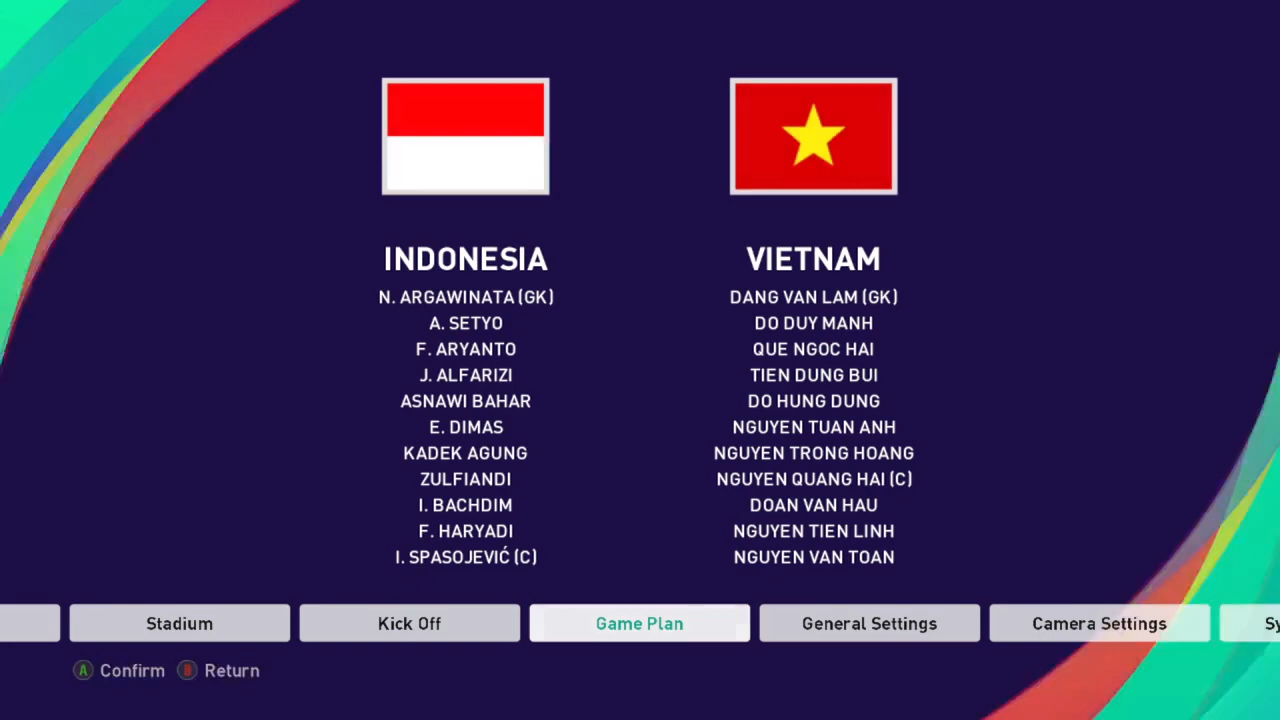 INDONESIA
N. ARGAWINATA (GK)
A. SETYO
F. ARYANTO
J. ALFARIZI
ASNAWI BAHAR
E. DIMAS
KADEK AGUNG
ZULFIANDI
I. BACHDIM
F. HARYADI
I. SPASOJEVIĆ (C)
VIETNAM
DANG VAN LAM (GK)
DO DUY MANH
QUE NGOC HAI
TIEN DUNG BUI
DO HUNG DUNG
NGUYEN TUAN ANH
NGUYEN TRONG HOANG
NGUYEN QUANG HAI (C)
DOAN VAN HAU
NGUYEN TIEN LINH
NGUYEN VAN TOAN
Stadium
Kick Off
Game Plan
General Settings
Camera Settings
Sy
A Confirm B Return